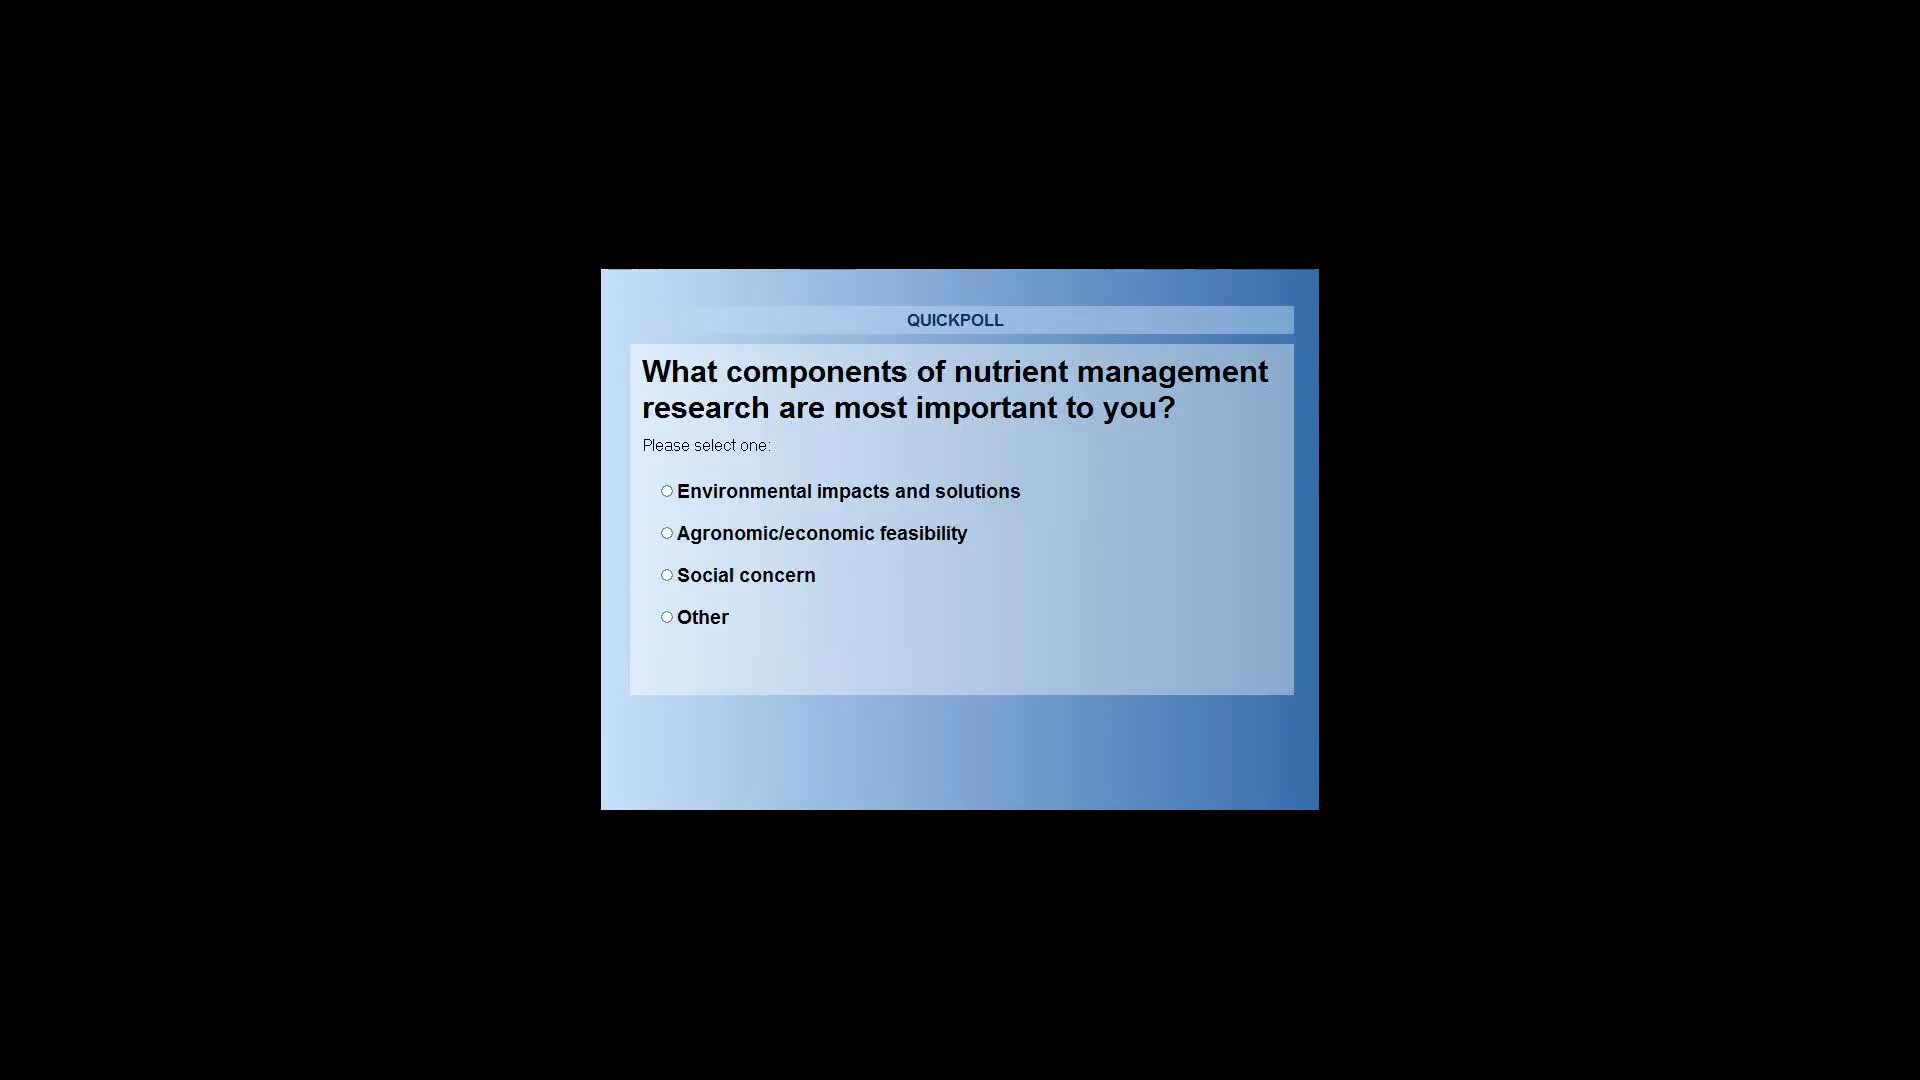 QUICKPOLL
What components of nutrient management
research are most important to you?
Please select one:
Environmental impacts and solutions
Agronomic/economic feasibility
Social concern
Other